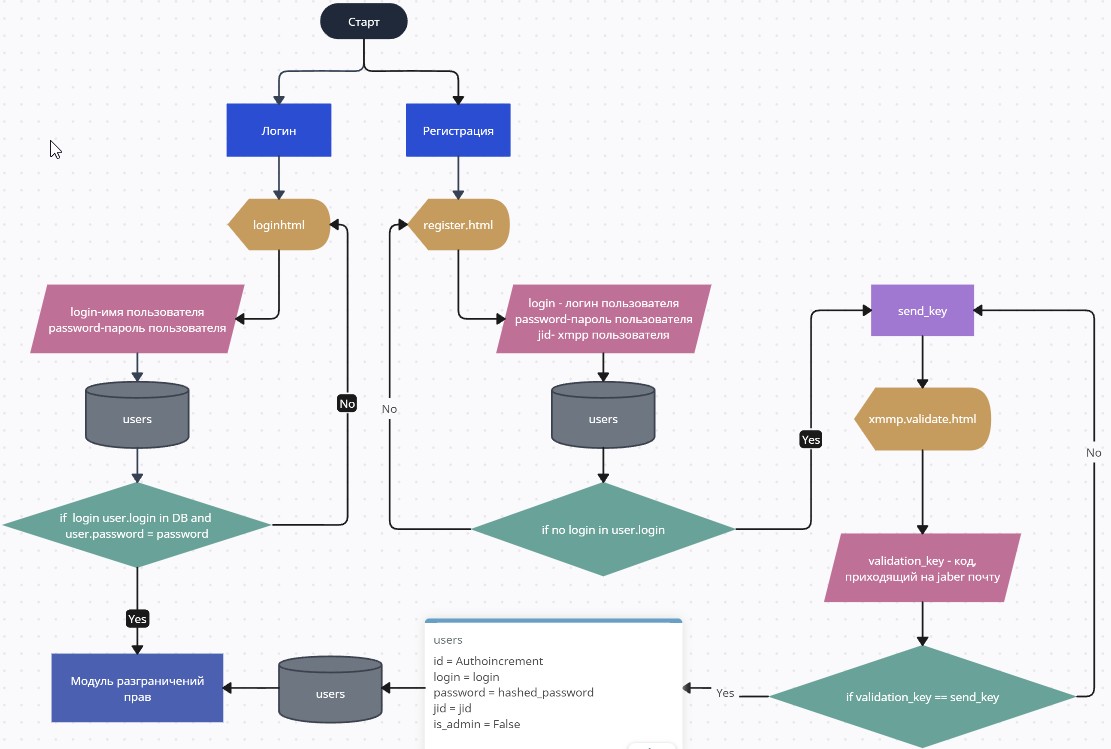 Старт
Логин
Регистрация
loginhtml
register.html
login-имя пользователя
password-пароль пользователя
login - логин пользователя
password-пароль пользователя
jid- xmpp пользователя
send_key
users
users
No
No
xmmp.validate.html
Yes
No
if login user.login in DB and
user.password = password
if no login in user.login
validation_key - код,
приходящий на jaber почту
Yes
users
id = Authoincrement
login = login
password = hashed_password
jid = jid
is_admin = False
Модуль разграничений
прав
users
Yes
if validation_key == send_key